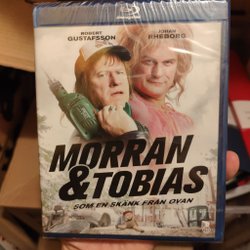 ROBERT
GUSTAFSSON
JOHAN
RHEBORG
MORRAN
& TOBIAS
SOM EN SKÄNK FRÅN OVAN